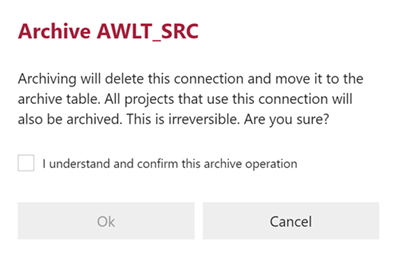 Archive AWLT_SRC
Archiving will delete this connection and move it to the
archive table. All projects that use this connection will
also be archived. This is irreversible. Are you sure?
I understand and confirm this archive operation
Ok
Cancel